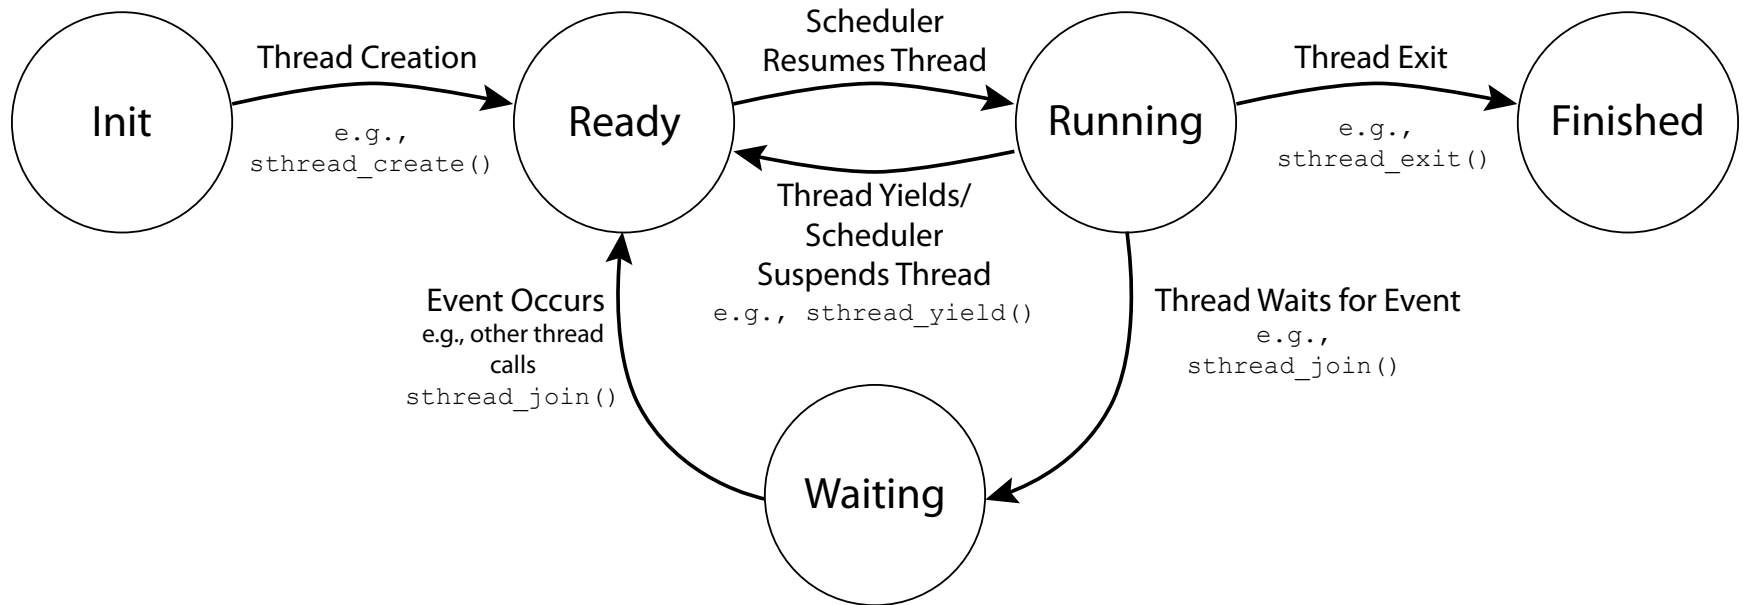 Init
Thread Creation
e.g.,
sthread_create()
Ready
Scheduler
Resumes Thread
Thread Yields/
Scheduler
Suspends Thread
e.g., sthread_yield()
Running
Thread Exit
e.g.,
sthread_exit()
Finished
Event Occurs
e.g., other thread
calls
sthread_join()
Thread Waits for Event
e.g.,
sthread_join()
Waiting